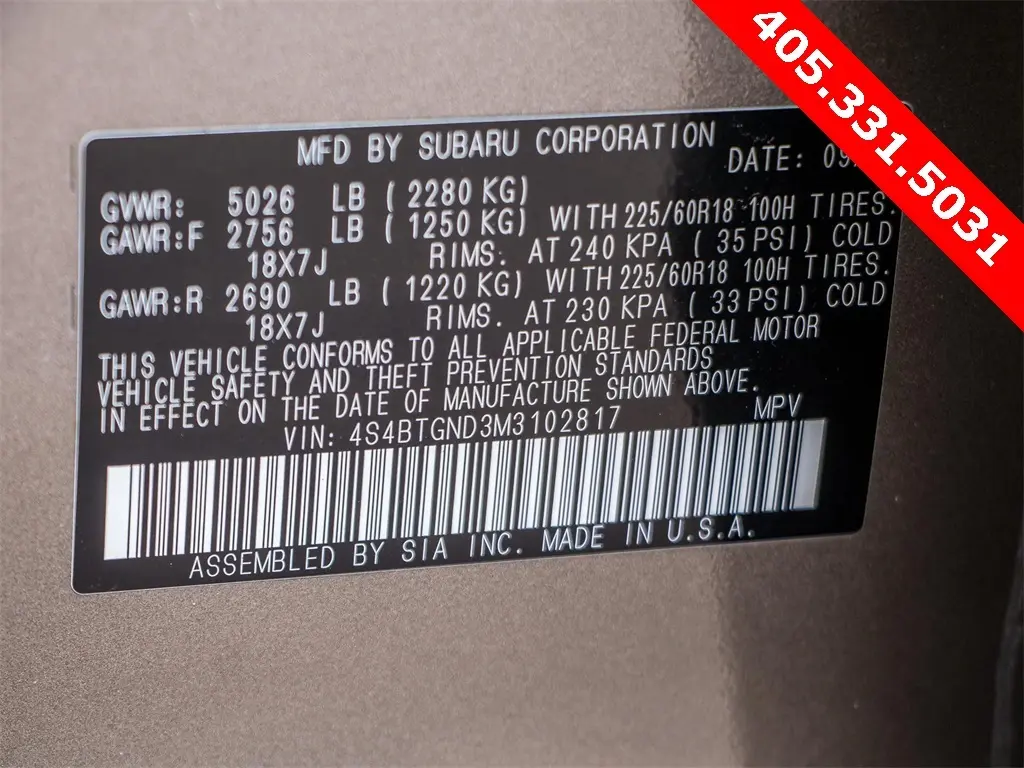 405.331.5031
MFD BY SUBARU CORPORATION DATE: 09
GVWR: 5026 LB ( 2280 KG)
GAWR:F 2756 LB ( 1250 KG) WITH 225/60R18 100H TIRES.
18X7J RIMS. AT 240 KPA ( 35 PSI) COLD
GAWR:R 2690 LB ( 1220 KG) WITH 225/60R18 100H TIRES.
18X7J RIMS. AT 230 KPA ( 33 PSI) COLD
THIS VEHICLE CONFORMS TO ALL APPLICABLE FEDERAL MOTOR
VEHICLE SAFETY AND THEFT PREVENTION STANDARDS
IN EFFECT ON THE DATE OF MANUFACTURE SHOWN ABOVE.
VIN: 4S4BTGND3M3102817 MPV
ASSEMBLED BY SIA INC. MADE IN U.S.A.